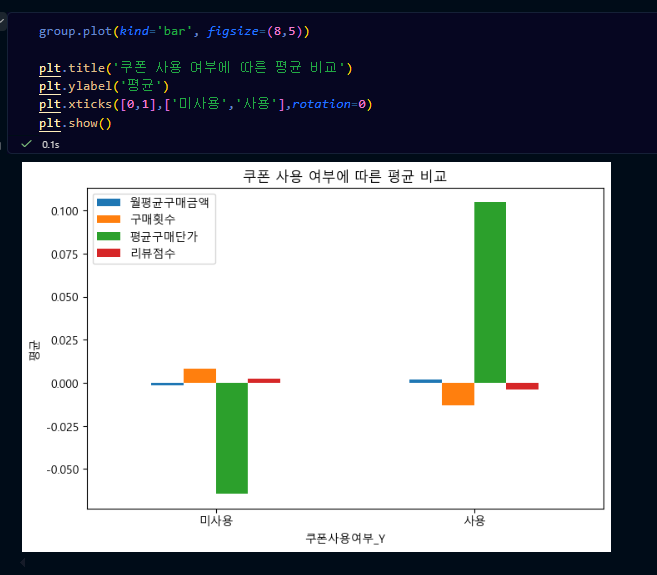 group.plot(kind='bar', figsize=(8,5))
plt.title('쿠폰 사용 여부에 따른 평균 비교')
plt.ylabel('평균')
plt.xticks([0,1],['미사용','사용'],rotation=0)
plt.show()
0.1s
쿠폰 사용 여부에 따른 평균 비교
월평균구매금액
구매횟수
평균구매단가
리뷰점수
0.100
0.075
0.050
0.025
0.000
-0.025
-0.050
평균
미사용 사용
쿠폰사용여부_Y